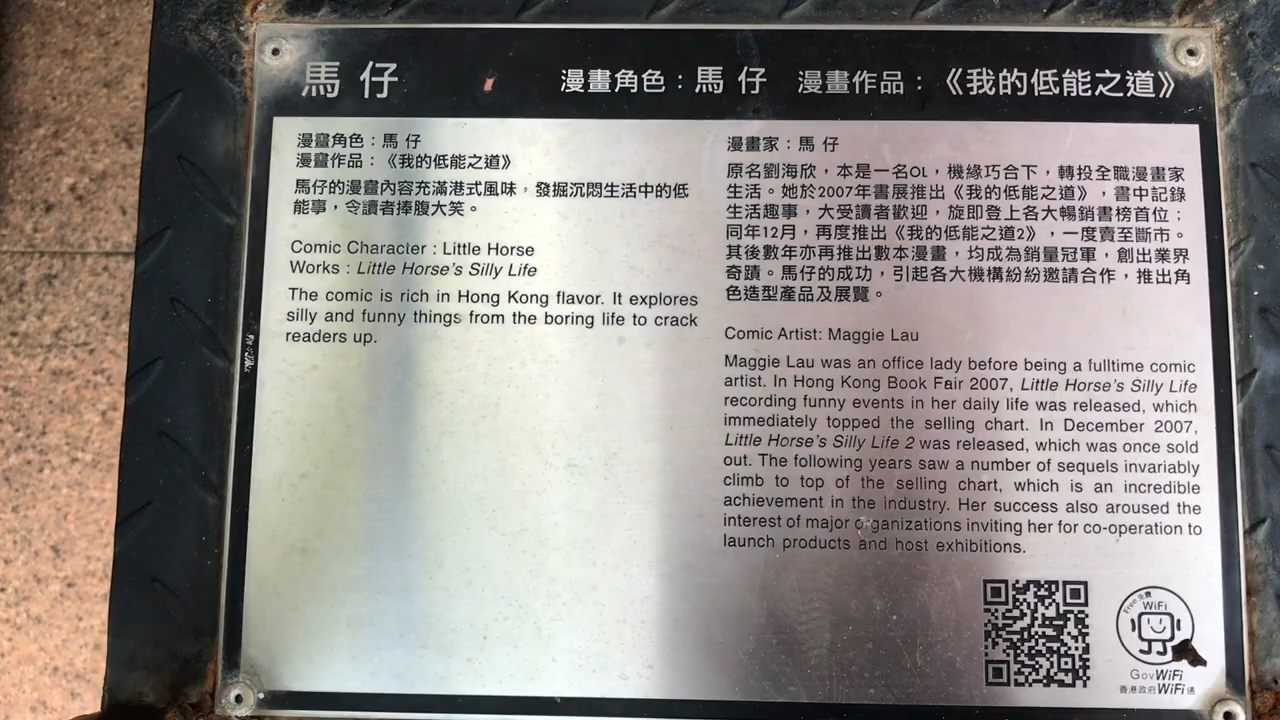 馬仔 漫畫角色：馬仔 漫畫作品：《我的低能之道》
漫畫角色：馬仔
漫畫作品：《我的低能之道》
馬仔的漫畫內容充滿港式風味，發掘沉悶生活中的低
能事，令讀者捧腹大笑。
Comic Character : Little Horse
Works : Little Horse's Silly Life
The comic is rich in Hong Kong flavor. It explores
silly and funny things from the boring life to crack
readers up.
漫畫家：馬仔
原名劉海欣，本是一名OL，機緣巧合下，轉投全職漫畫家
生活。她於2007年書展推出《我的低能之道》，書中記錄
生活趣事，大受讀者歡迎，旋即登上各大暢銷書榜首位；
同年12月，再度推出《我的低能之道2》，一度賣至斷市。
其後數年亦再推出數本漫畫，均成為銷量冠軍，創出業界
奇蹟。馬仔的成功，引起各大機構紛紛邀請合作，推出角
色造型產品及展覽。
Comic Artist: Maggie Lau
Maggie Lau was an office lady before being a fulltime comic
artist. In Hong Kong Book Fair 2007, Little Horse's Silly Life
recording funny events in her daily life was released, which
immediately topped the selling chart. In December 2007,
Little Horse's Silly Life 2 was released, which was once sold
out. The following years saw a number of sequels invariably
climb to top of the selling chart, which is an incredible
achievement in the industry. Her success also aroused the
interest of major organizations inviting her for co-operation to
launch products and host exhibitions.
Free 免費
WiFi
GovWiFi
香港政府WiFi通